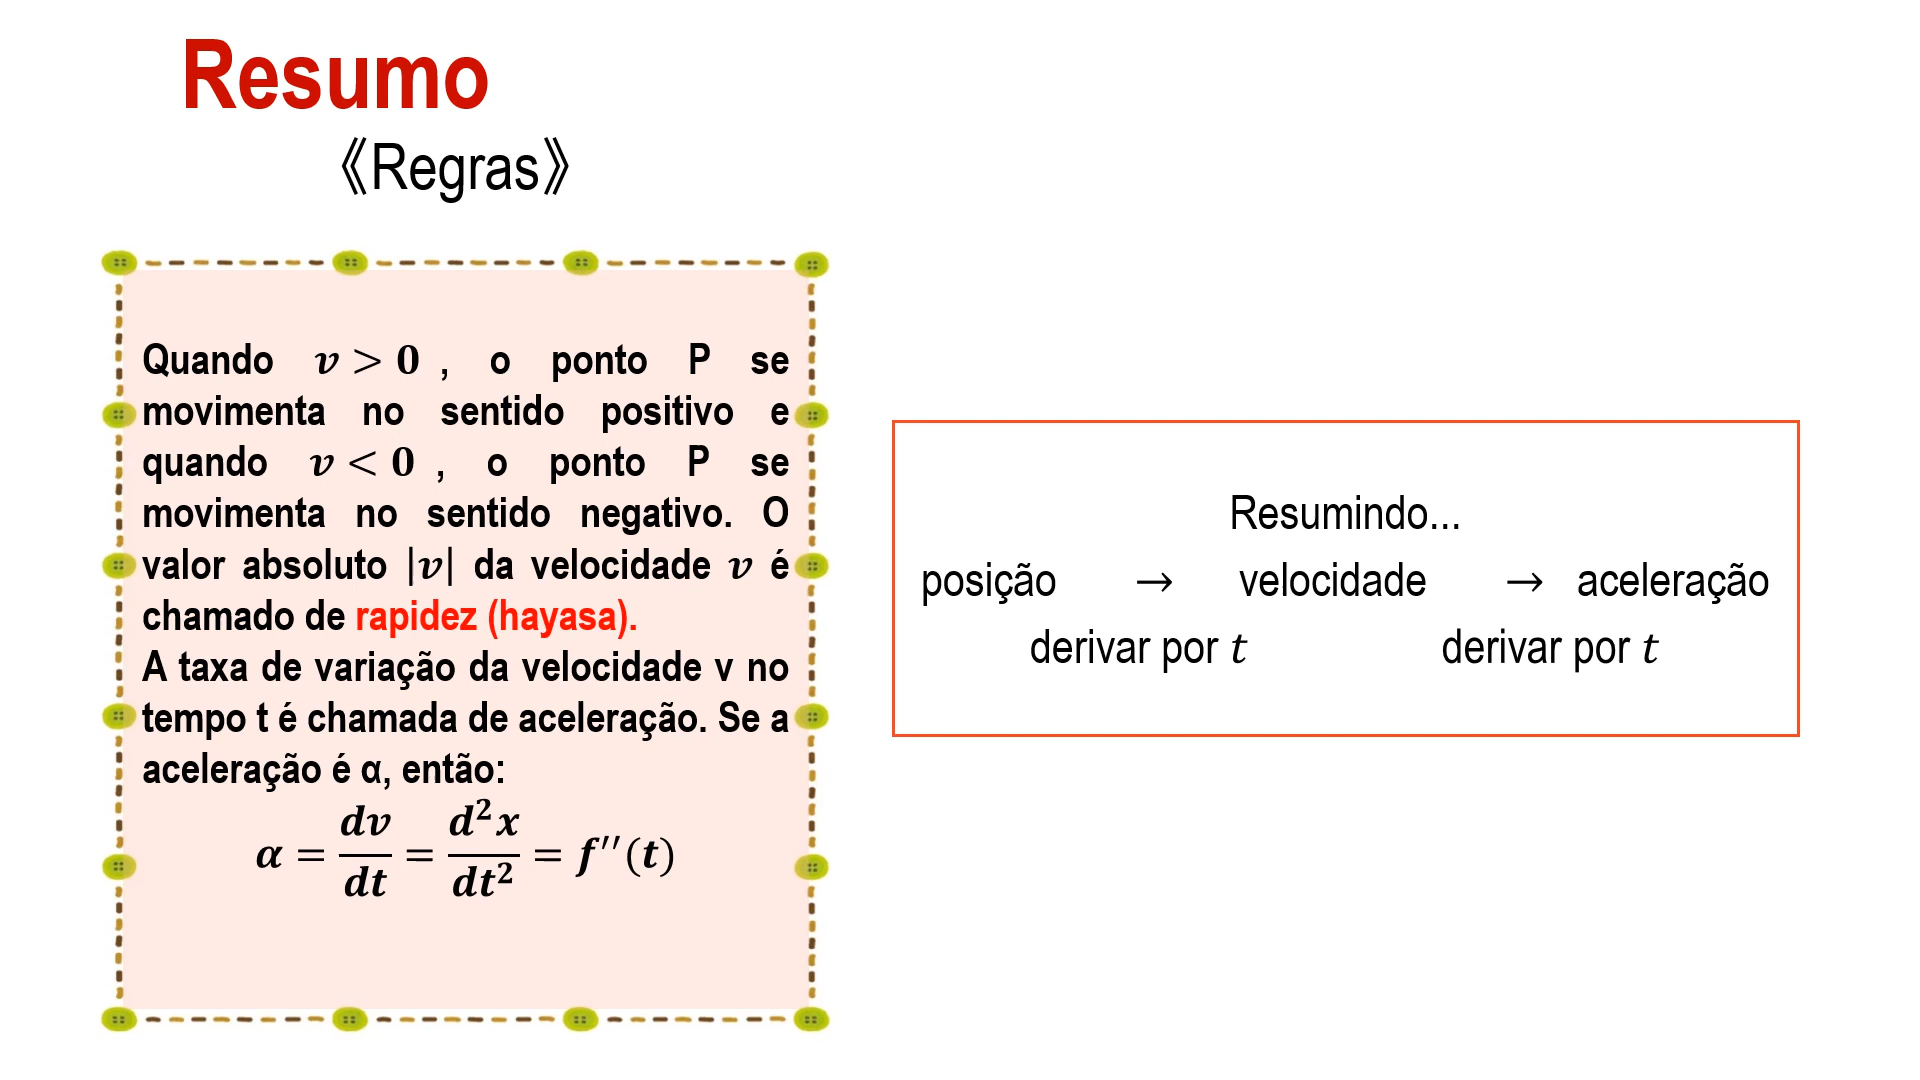 Resumo
《Regras》
Quando v > 0 , o ponto P se
movimenta no sentido positivo e
quando v < 0 , o ponto P se
movimenta no sentido negativo. O
valor absoluto |v| da velocidade v é
chamado de rapidez (hayasa).
A taxa de variação da velocidade v no
tempo t é chamada de aceleração. Se a
aceleração é α, então:
α = dv/dt = d²x/dt² = f′′(t)
Resumindo...
posição → velocidade → aceleração
derivar por t derivar por t